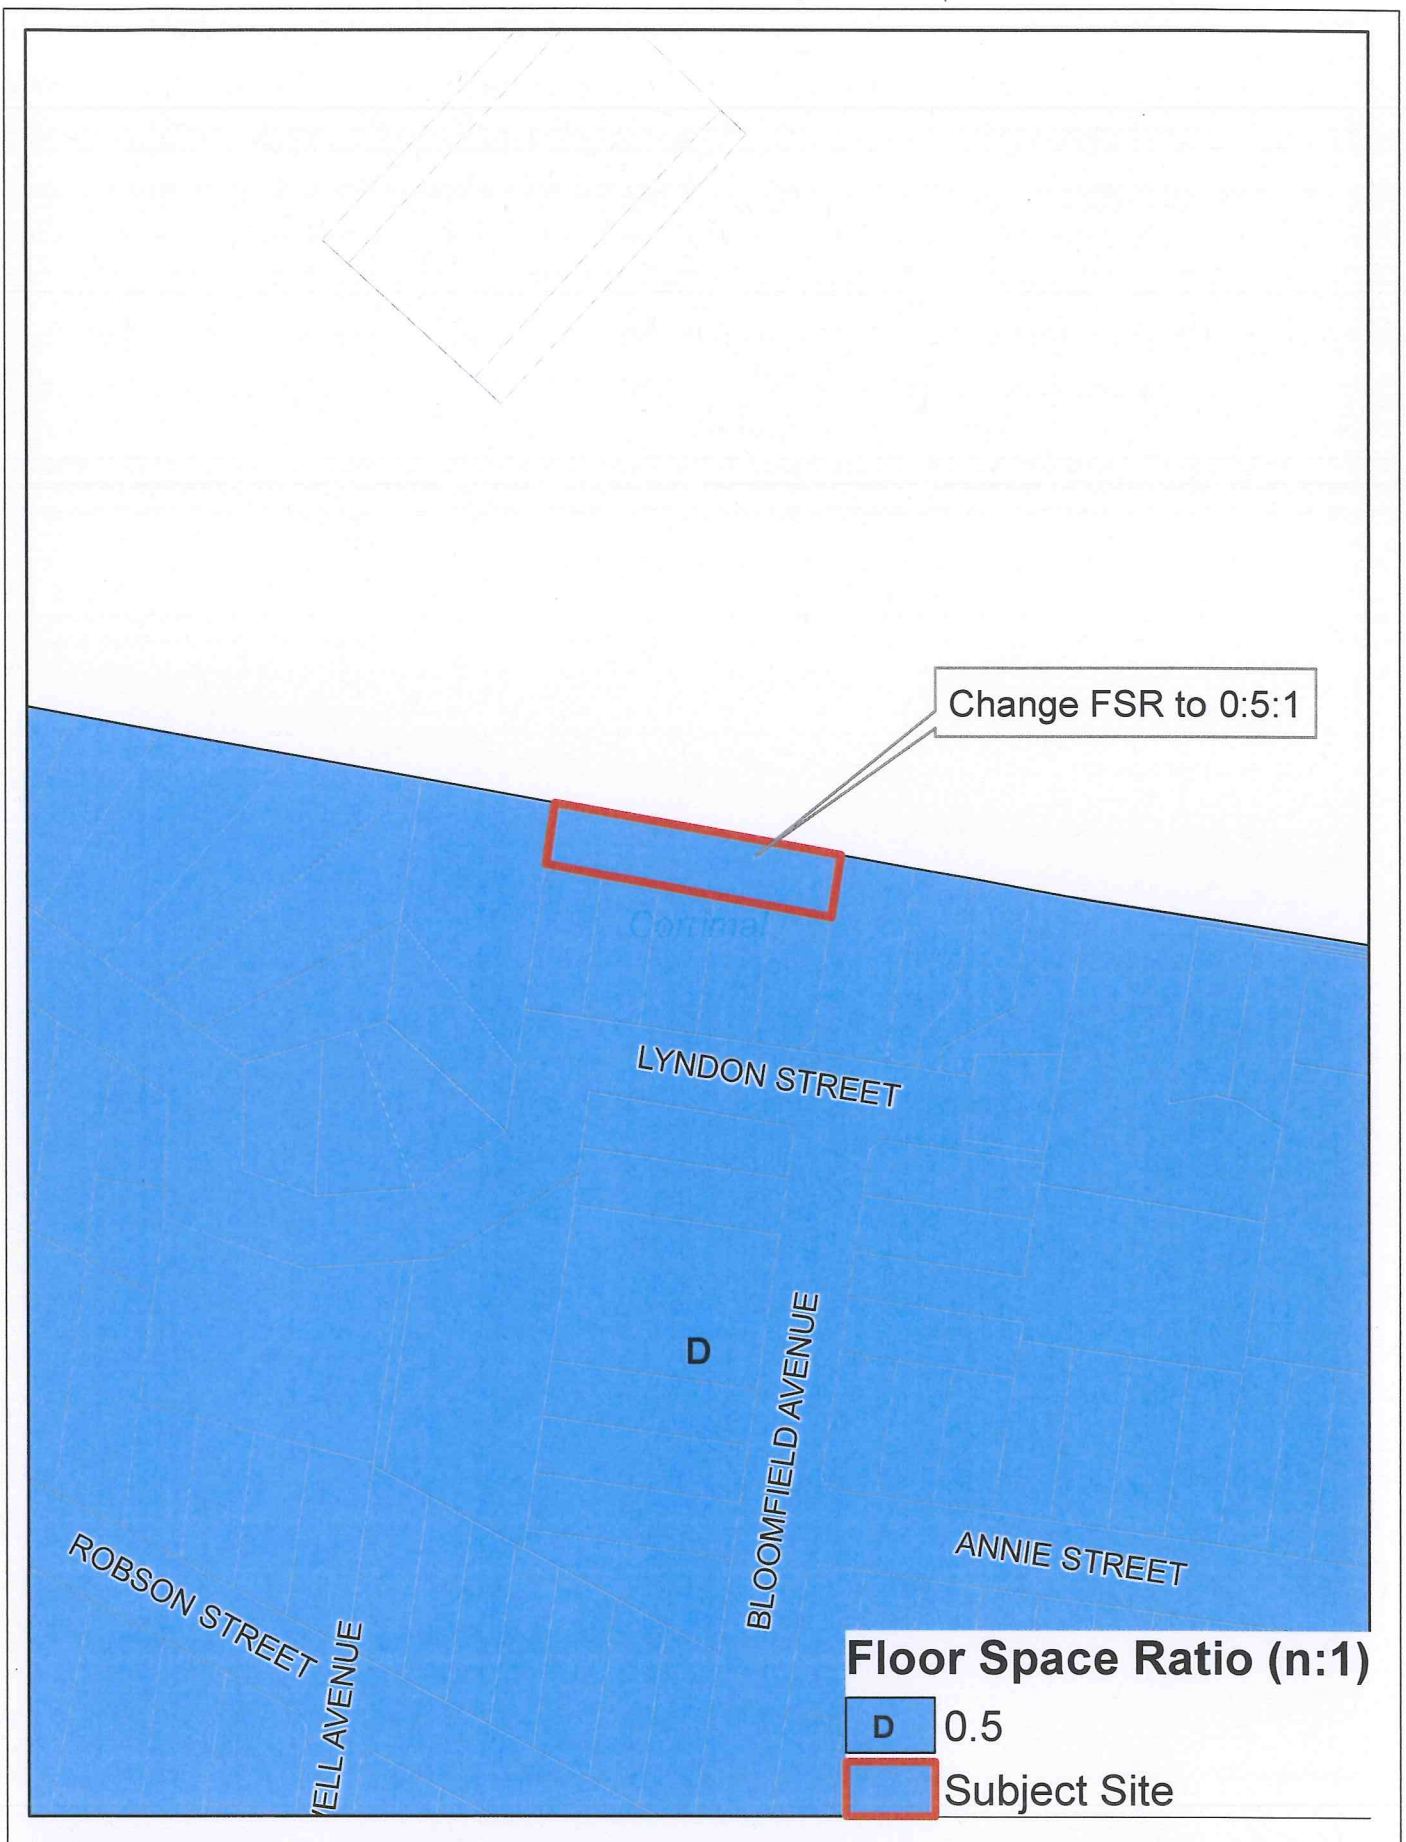 Change FSR to 0:5:1
Corrimal
LYNDON STREET
D
BLOOMFIELD AVENUE
ANNIE STREET
ROBSON STREET
VELL AVENUE
Floor Space Ratio (n:1)
D 0.5
Subject Site